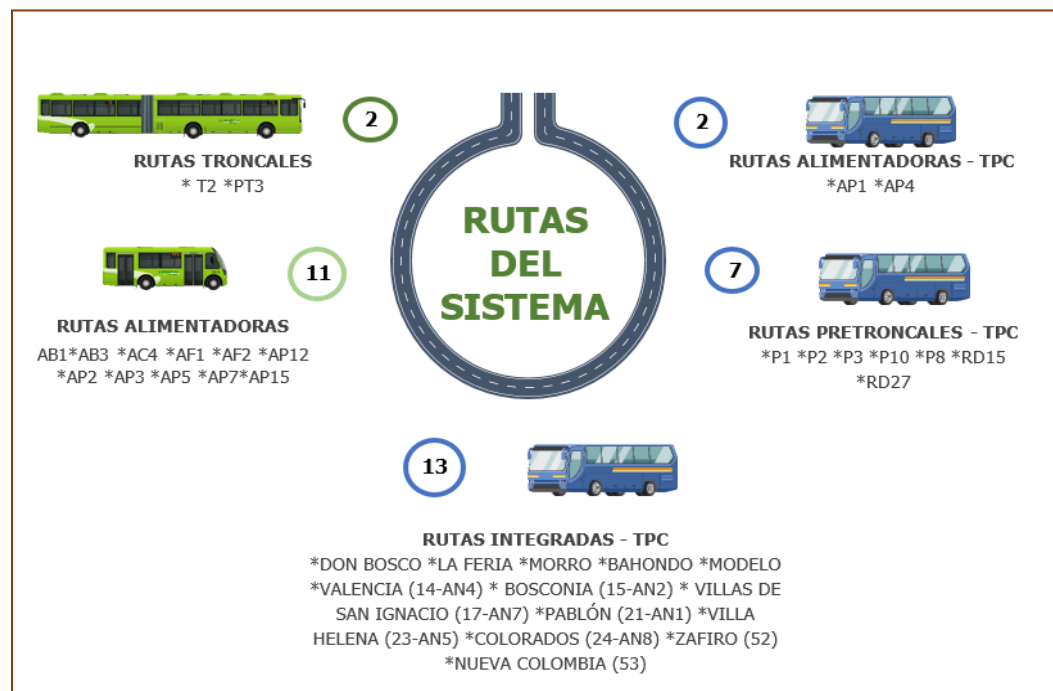 2
RUTAS TRONCALES
* T2 *PT3
2
RUTAS ALIMENTADORAS - TPC
*AP1 *AP4
RUTAS
DEL
SISTEMA
11
RUTAS ALIMENTADORAS
AB1*AB3 *AC4 *AF1 *AF2 *AP12
*AP2 *AP3 *AP5 *AP7*AP15
7
RUTAS PRETRONCALES - TPC
*P1 *P2 *P3 *P10 *P8 *RD15
*RD27
13
RUTAS INTEGRADAS - TPC
*DON BOSCO *LA FERIA *MORRO *BAHONDO *MODELO
*VALENCIA (14-AN4) * BOSCONIA (15-AN2) * VILLAS DE
SAN IGNACIO (17-AN7) *PABLÓN (21-AN1) *VILLA
HELENA (23-AN5) *COLORADOS (24-AN8) *ZAFIRO (52)
*NUEVA COLOMBIA (53)